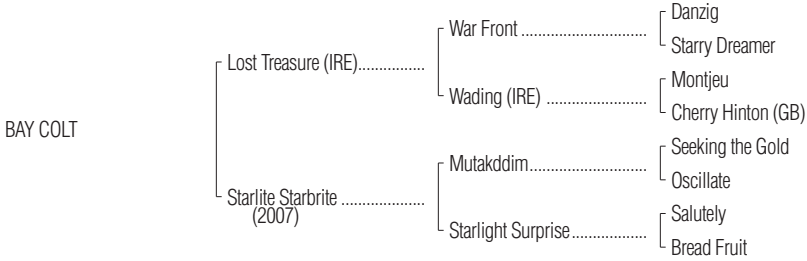 Danzig
War Front ..............................
Starry Dreamer
Lost Treasure (IRE)................
Montjeu
Wading (IRE) ........................
Cherry Hinton (GB)
BAY COLT
Seeking the Gold
Mutakddim............................
Oscillate
Starlite Starbrite ....................
(2007)
Salutely
Starlight Surprise..................
Bread Fruit